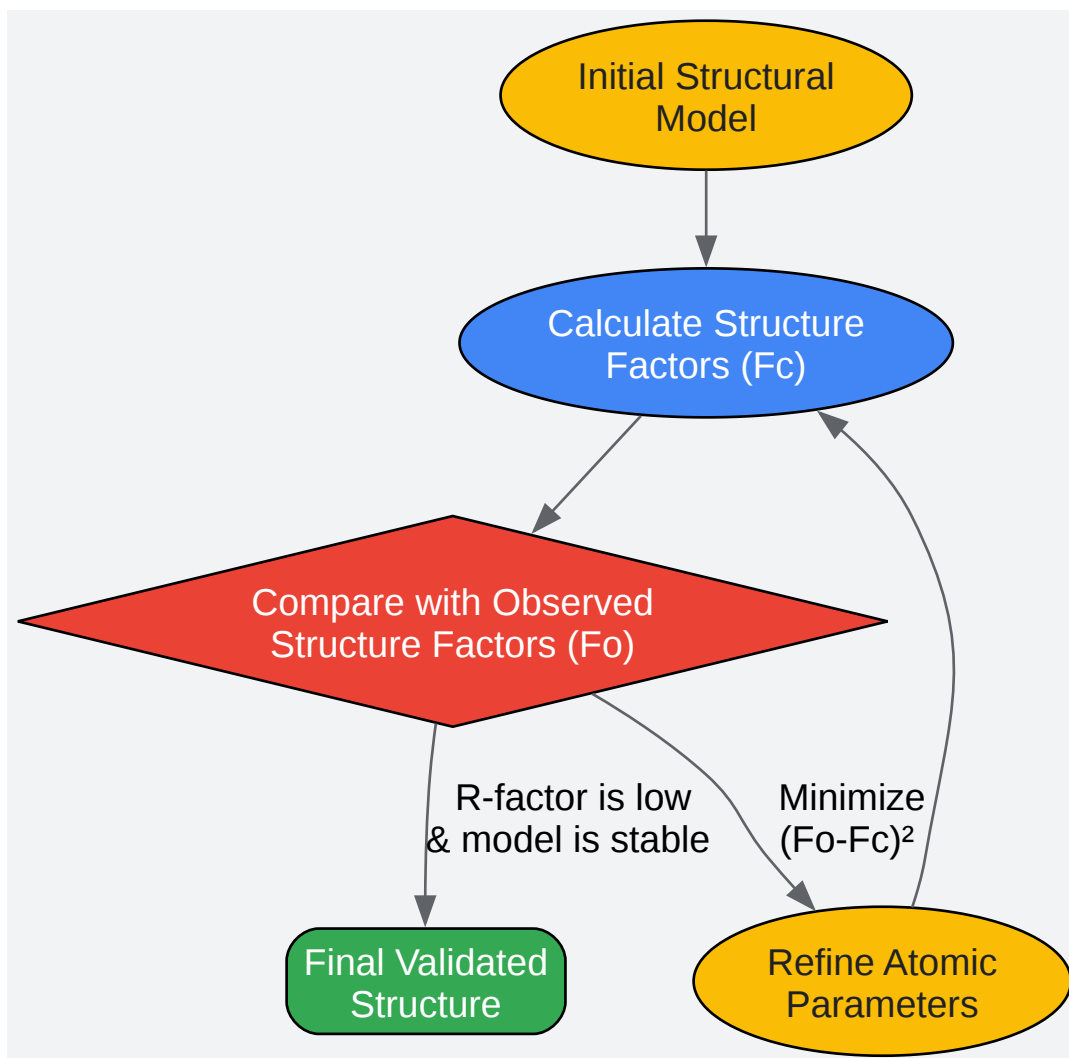 Initial Structural
Model
Calculate Structure
Factors (Fc)
Compare with Observed
Structure Factors (Fo)
R-factor is low
& model is stable
Minimize
(Fo-Fc)²
Final Validated
Structure
Refine Atomic
Parameters